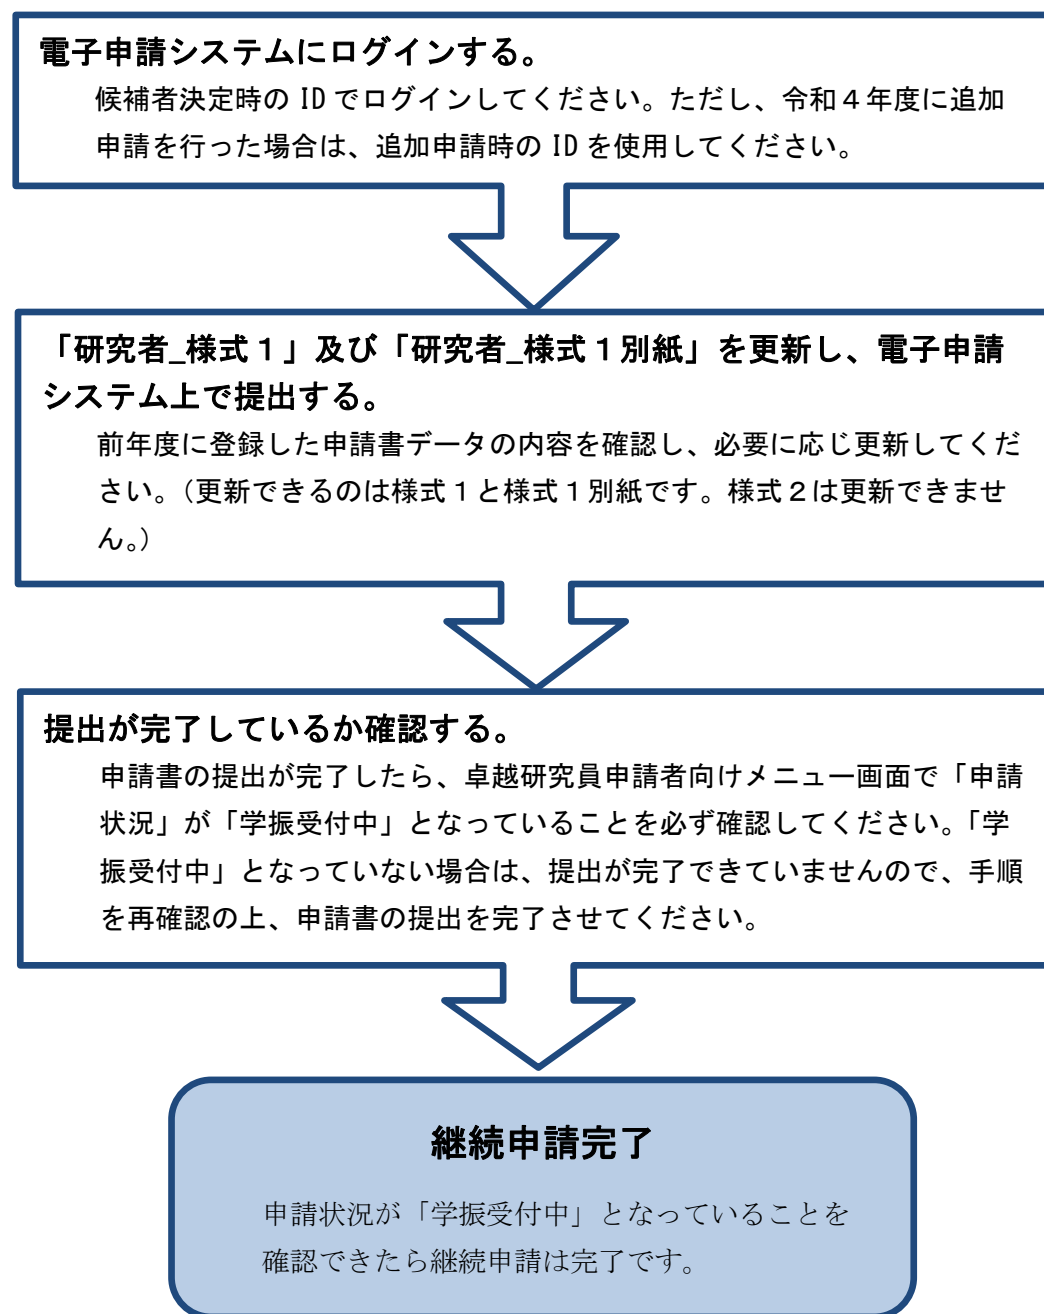 電子申請システムにログインする。
候補者決定時の ID でログインしてください。ただし、令和４年度に追加
申請を行った場合は、追加申請時の ID を使用してください。
「研究者_様式１」及び「研究者_様式１別紙」を更新し、電子申請
システム上で提出する。
前年度に登録した申請書データの内容を確認し、必要に応じ更新してくだ
さい。（更新できるのは様式１と様式１別紙です。様式２は更新できませ
ん。）
提出が完了しているか確認する。
申請書の提出が完了したら、卓越研究員申請者向けメニュー画面で「申請
状況」が「学振受付中」となっていることを必ず確認してください。「学
振受付中」となっていない場合は、提出が完了できていませんので、手順
を再確認の上、申請書の提出を完了させてください。
継続申請完了
申請状況が「学振受付中」となっていることを
確認できたら継続申請は完了です。